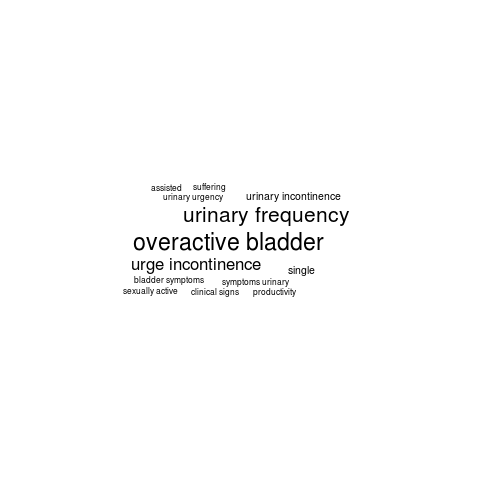 assisted suffering
urinary urgency urinary incontinence
urinary frequency
overactive bladder
urge incontinence single
bladder symptoms symptoms urinary
sexually active clinical signs productivity